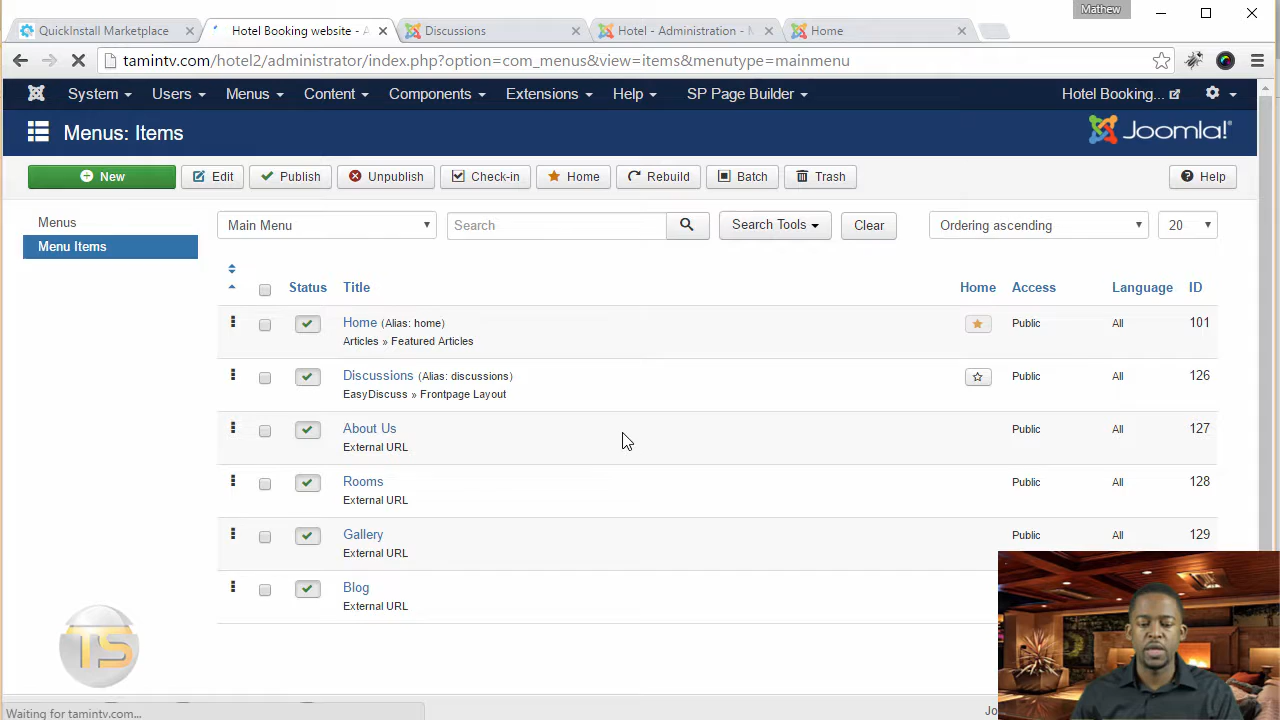 Mathew
QuickInstall Marketplace
Hotel Booking website - A
Discussions
Hotel - Administration - M
Home
tamintv.com/hotel2/administrator/index.php?option=com_menus&view=items&menutype=mainmenu
System Users Menus Content Components Extensions Help SP Page Builder Hotel Booking...
Menus: Items
Joomla!
New Edit Publish Unpublish Check-in Home Rebuild Batch Trash Help
Menus
Menu Items
Main Menu Search Search Tools Clear Ordering ascending 20
Status Title Home Access Language ID
Home (Alias: home) Public All 101
Articles » Featured Articles
Discussions (Alias: discussions) Public All 126
EasyDiscuss » Frontpage Layout
About Us Public All 127
External URL
Rooms Public All 128
External URL
Gallery Public All 129
External URL
Blog
External URL
TS
Waiting for tamintv.com...